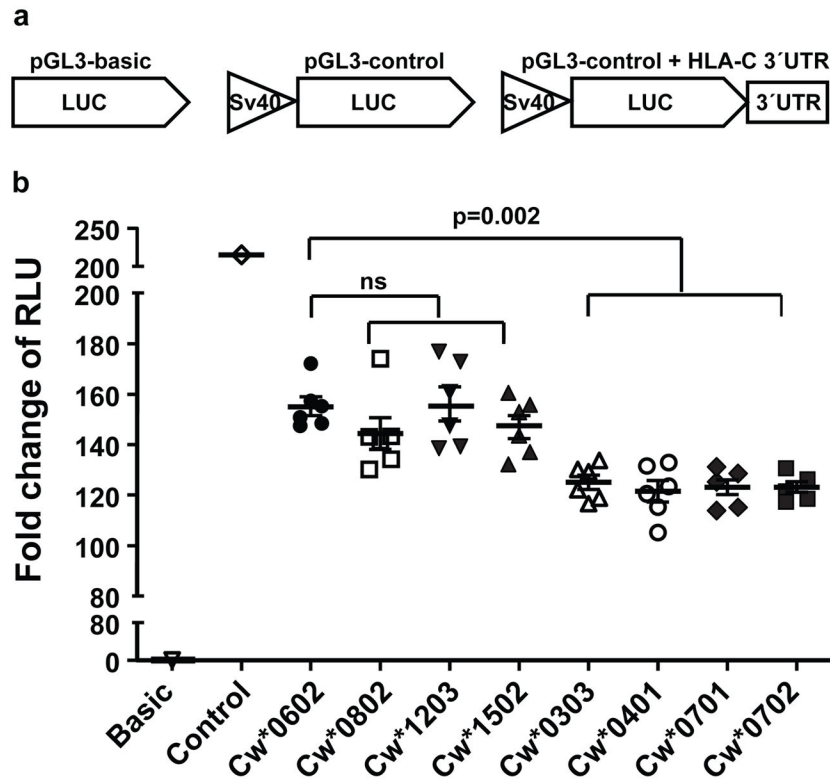 a
pGL3-basic
LUC
pGL3-control
Sv40
LUC
pGL3-control + HLA-C 3´UTR
Sv40
LUC
3´UTR
b
Fold change of RLU
250
200
200
180
160
140
120
100
80
80
0
p=0.002
ns
Basic
Control
Cw*0602
Cw*0802
Cw*1203
Cw*1502
Cw*0303
Cw*0401
Cw*0701
Cw*0702